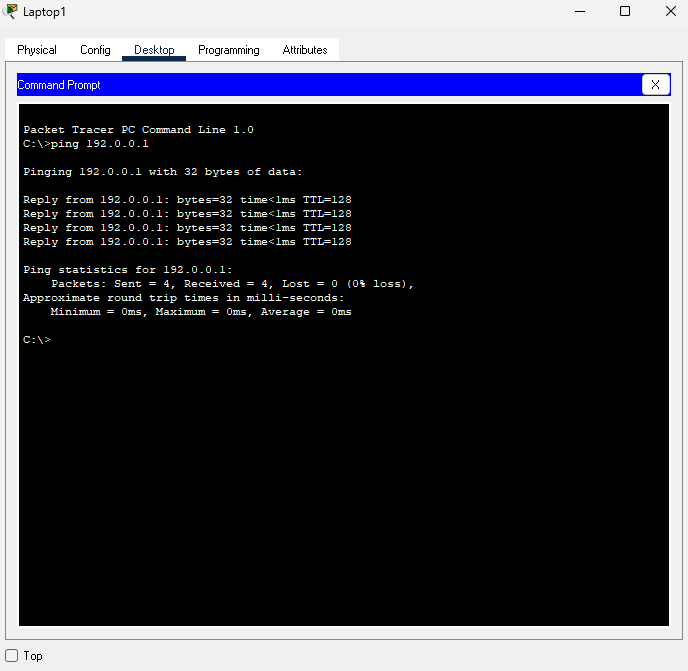 Laptop1
Physical Config Desktop Programming Attributes
Command Prompt X
Packet Tracer PC Command Line 1.0
C:\>ping 192.0.0.1
Pinging 192.0.0.1 with 32 bytes of data:
Reply from 192.0.0.1: bytes=32 time<1ms TTL=128
Reply from 192.0.0.1: bytes=32 time<1ms TTL=128
Reply from 192.0.0.1: bytes=32 time<1ms TTL=128
Reply from 192.0.0.1: bytes=32 time<1ms TTL=128
Ping statistics for 192.0.0.1:
Packets: Sent = 4, Received = 4, Lost = 0 (0% loss),
Approximate round trip times in milli-seconds:
Minimum = 0ms, Maximum = 0ms, Average = 0ms
C:\>
Top